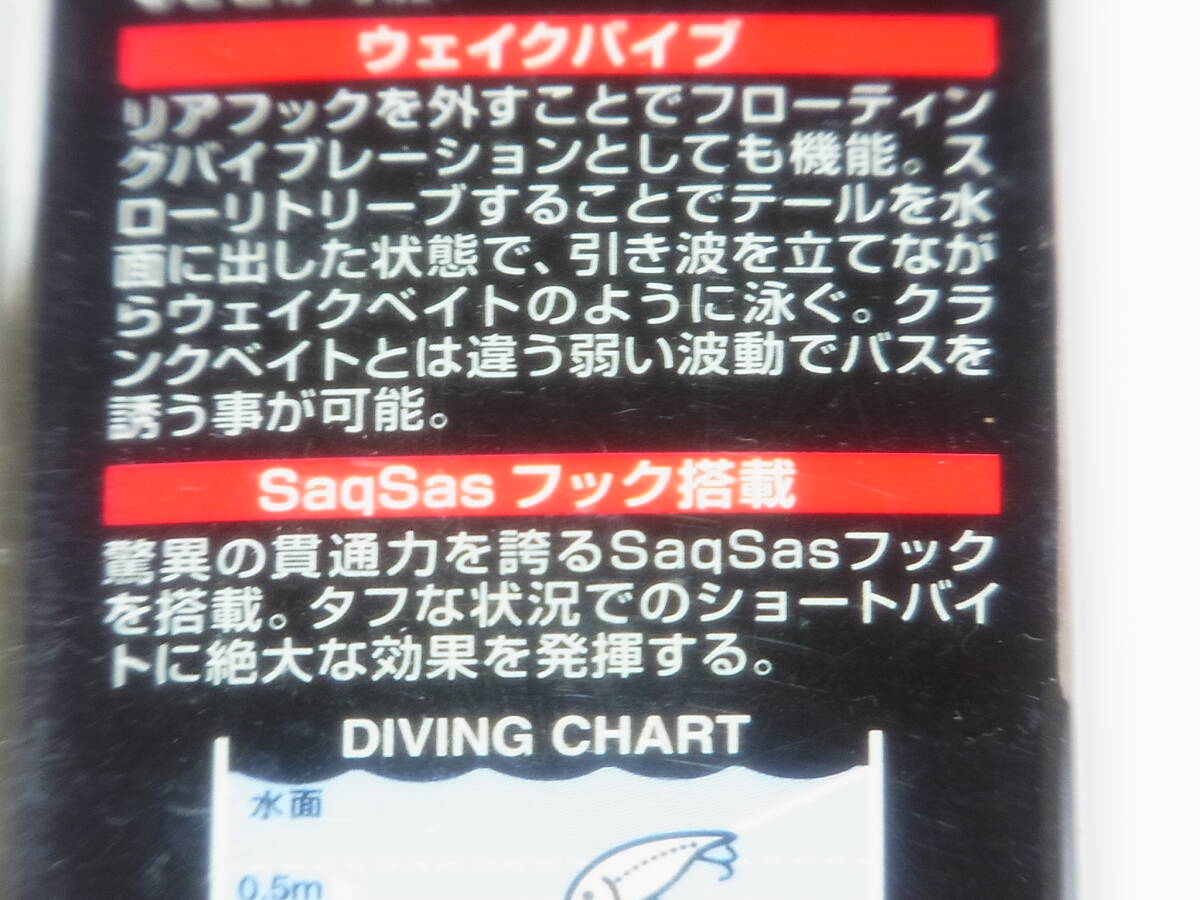 ウェイクバイブ
リアフックを外すことでフローティン
グバイブレーションとしても機能。ス
ローリトリーブすることでテールを水
面に出した状態で、引き波を立てなが
らウェイクベイトのように泳ぐ。クラ
ンクベイトとは違う弱い波動でバスを
誘う事が可能。
SaqSas フック搭載
驚異の貫通力を誇るSaqSasフック
を搭載。タフな状況でのショートバイ
トに絶大な効果を発揮する。
DIVING CHART
水面
0.5m